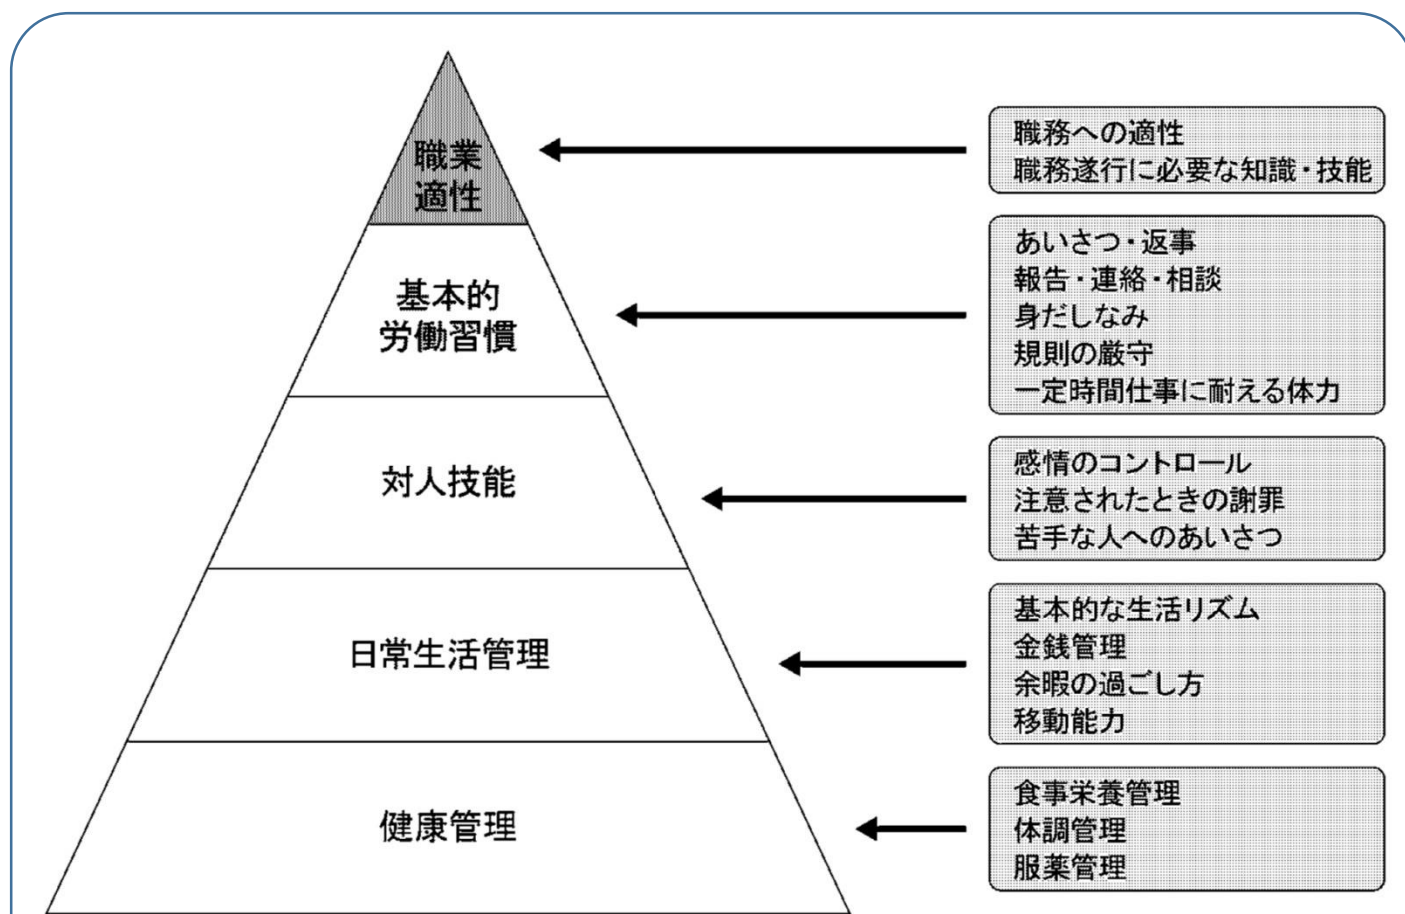 職業
適性
職務への適性
職務遂行に必要な知識・技能
基本的
労働習慣
あいさつ・返事
報告・連絡・相談
身だしなみ
規則の厳守
一定時間仕事に耐える体力
対人技能
感情のコントロール
注意されたときの謝罪
苦手な人へのあいさつ
日常生活管理
基本的な生活リズム
金銭管理
余暇の過ごし方
移動能力
健康管理
食事栄養管理
体調管理
服薬管理